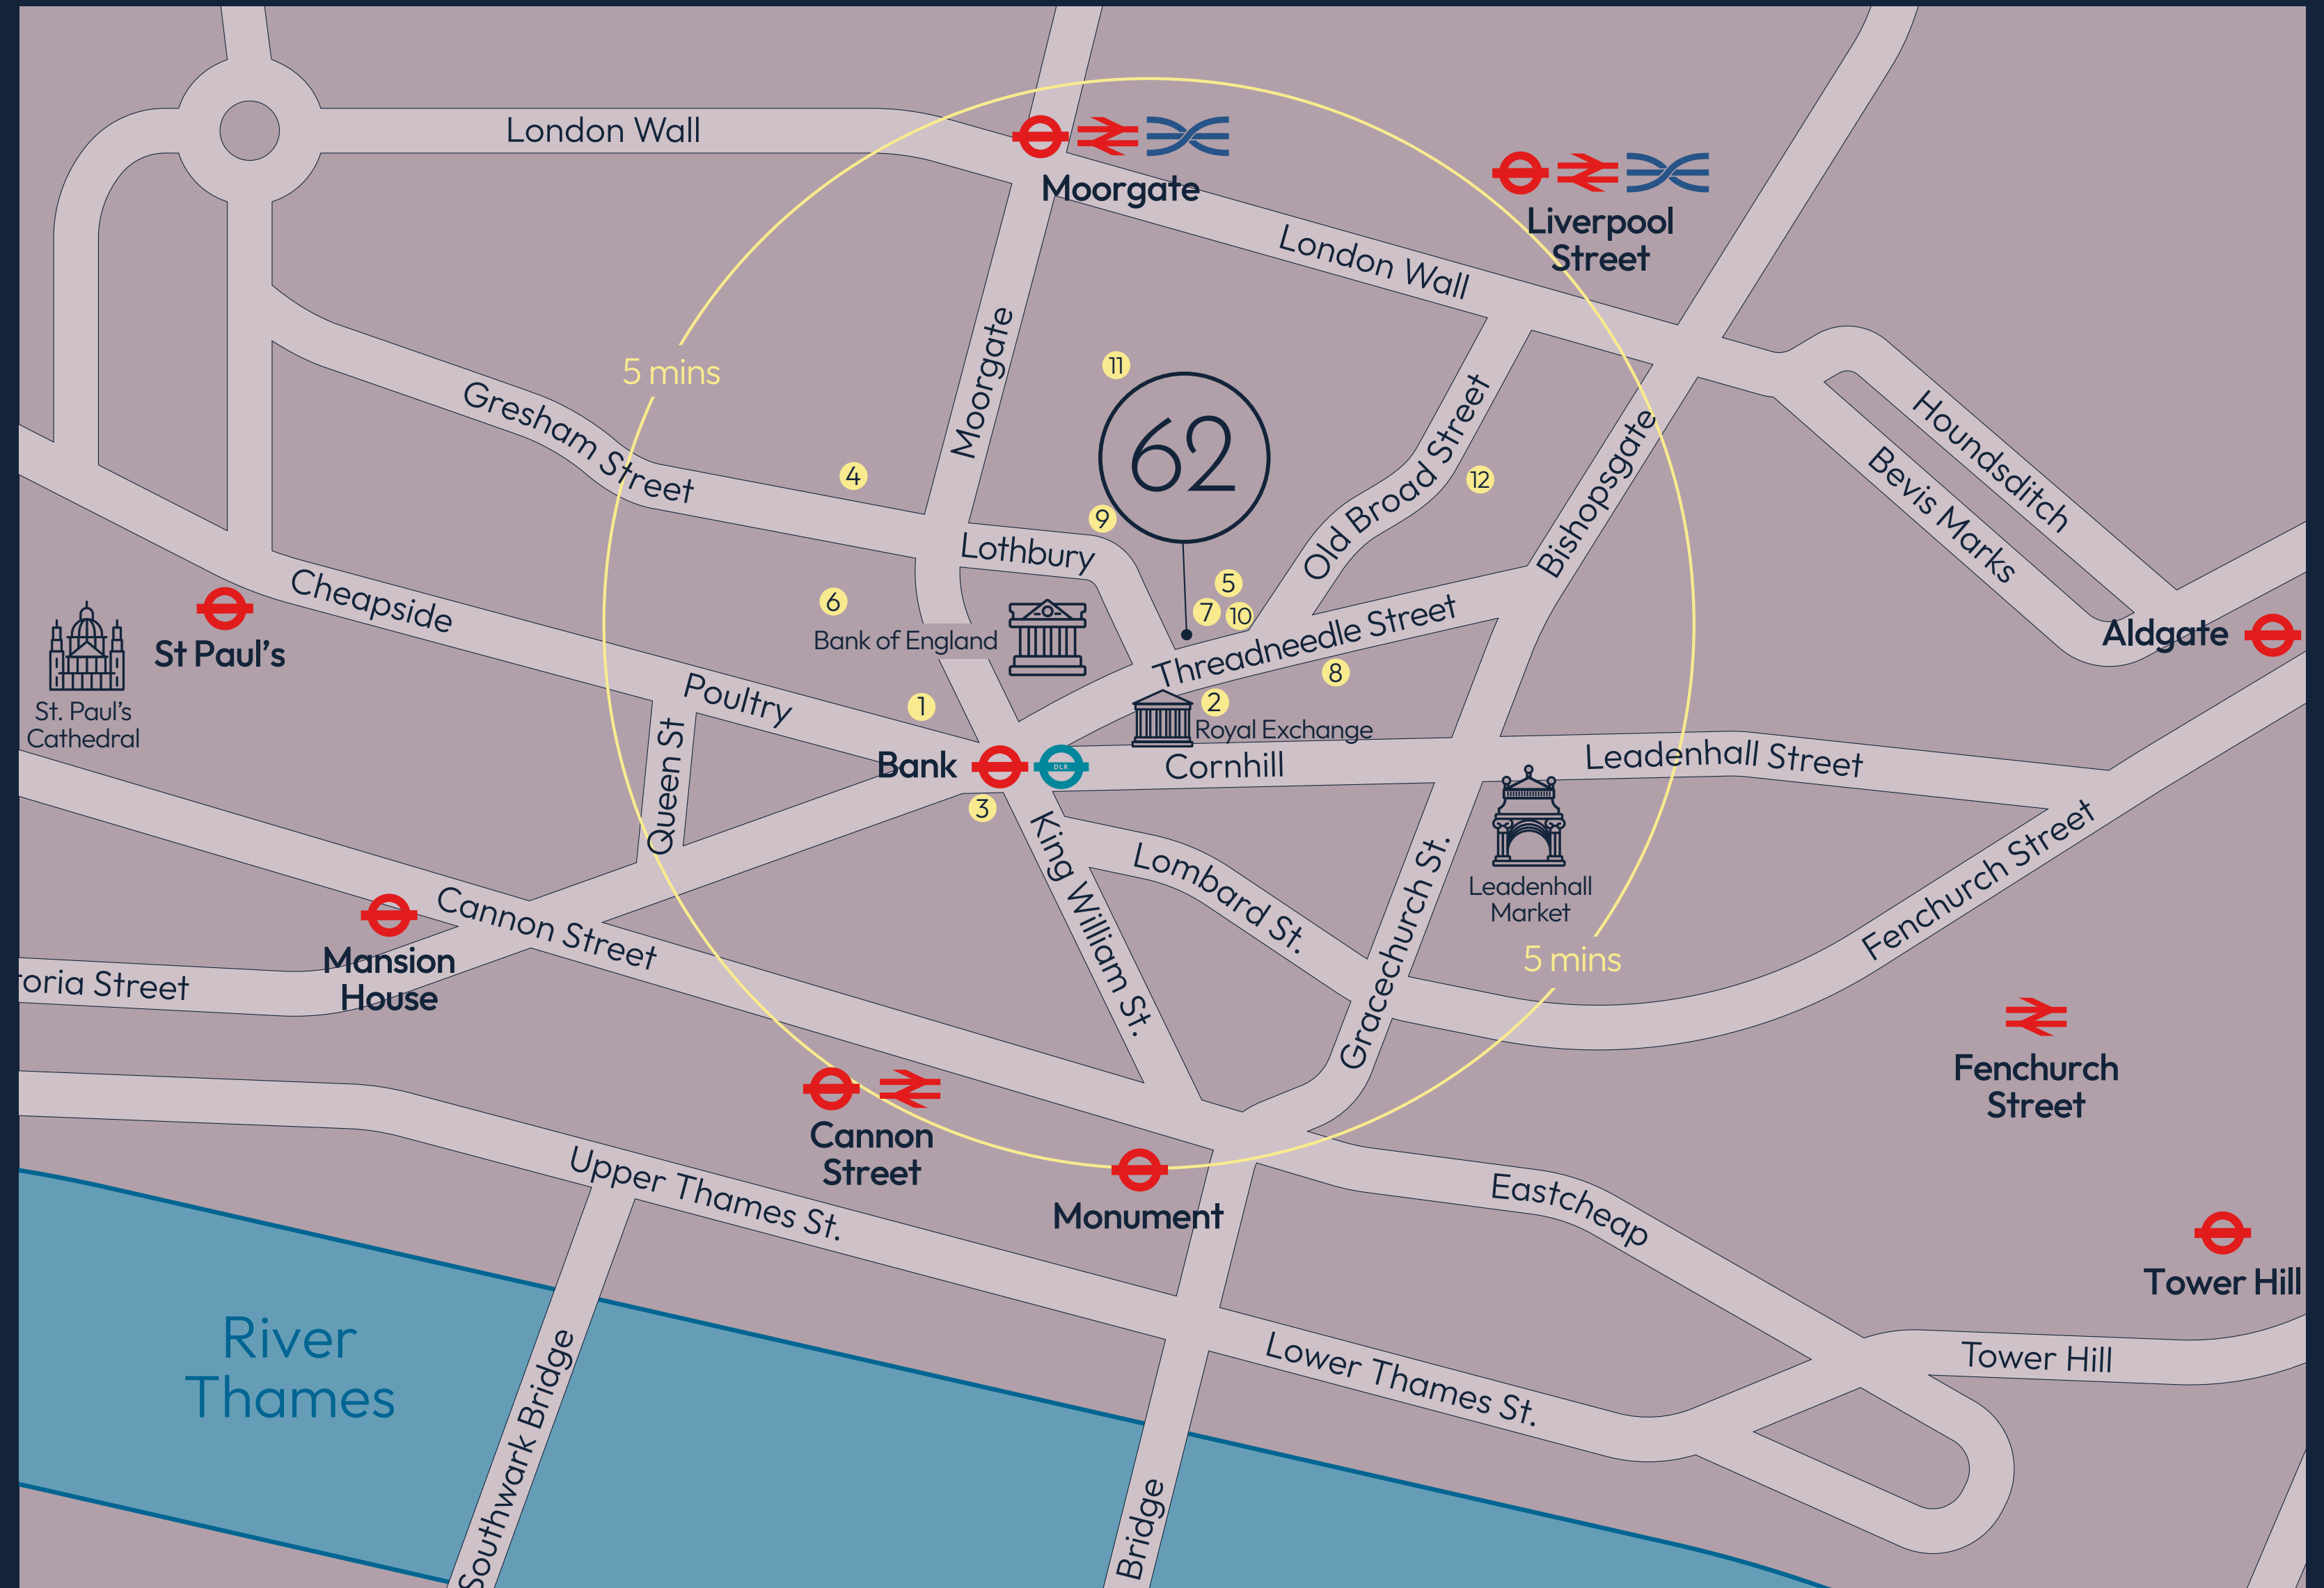 London Wall
Moorgate
Liverpool
Street
London Wall
5 mins
Moorgate
11
62
Gresham Street
4
9
Lothbury
Old Broad Street
12
Bishopsgate
Houndsditch
Bevis Marks
Cheapside
St Paul's
St. Paul's
Cathedral
6
Bank of England
5
7
10
Threadneedle Street
8
Aldgate
Poultry
1
2
Royal Exchange
Queen St
Bank
DLR
Cornhill
Leadenhall Street
3
King William St.
Lombard St.
Gracechurch St.
Leadenhall
Market
Fenchurch Street
5 mins
Cannon Street
Mansion
House
toria Street
Fenchurch
Street
Cannon
Street
Monument
Upper Thames St.
Eastcheap
Tower Hill
River
Thames
Southwark Bridge
Lower Thames St.
Tower Hill
Bridge